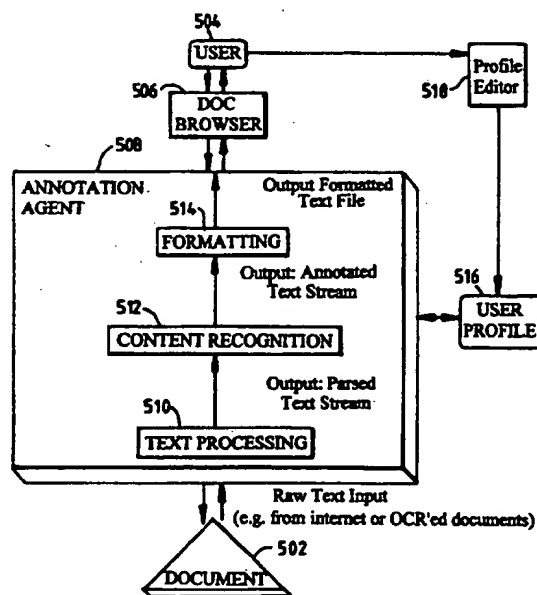 504
USER
506
DOC
BROWSER
Profile
Editor
518
508
ANNOTATION
AGENT
Output Formatted
Text File
514
FORMATTING
Output: Annotated
Text Stream
512
CONTENT RECOGNITION
516
USER
PROFILE
Output: Parsed
Text Stream
510
TEXT PROCESSING
Raw Text Input
(e.g. from internet or OCR'ed documents)
502
DOCUMENT